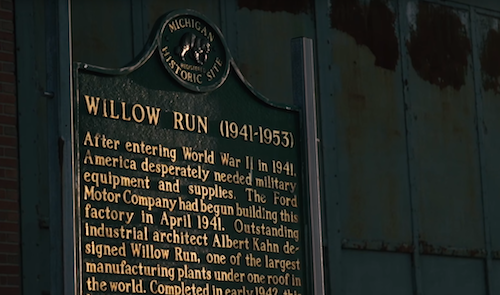 MICHIGAN
HISTORIC SITE
WILLOW RUN (1941-1953)
After entering World War II in 1941,
America desperately needed military
equipment and supplies. The Ford
Motor Company had begun building this
factory in April 1941. Outstanding
industrial architect Albert Kahn de-
signed Willow Run, one of the largest
manufacturing plants under one roof in
the world. Completed in early 1942, this